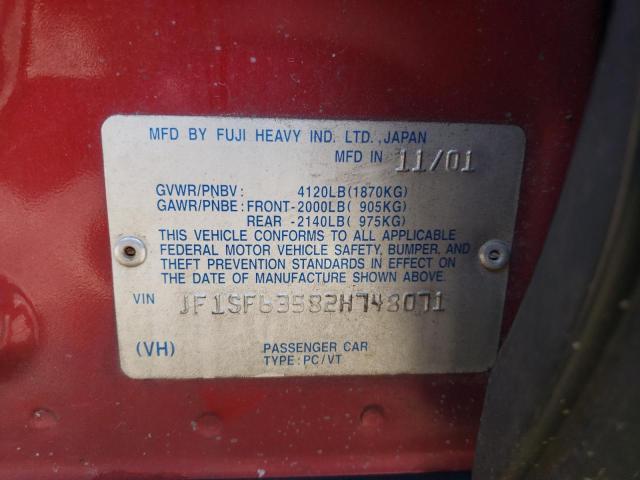 MFD BY FUJI HEAVY IND. LTD.,JAPAN
MFD IN 11/01
GVWR/PNBV: 4120LB(1870KG)
GAWR/PNBE:FRONT-2000LB( 905KG)
REAR -2140LB( 975KG)
THIS VEHICLE CONFORMS TO ALL APPLICABLE
FEDERAL MOTOR VEHICLE SAFETY, BUMPER, AND
THEFT PREVENTION STANDARDS IN EFFECT ON
THE DATE OF MANUFACTURE SHOWN ABOVE.
VIN JF1SF63582H748071
(VH) PASSENGER CAR
TYPE:PC/VT